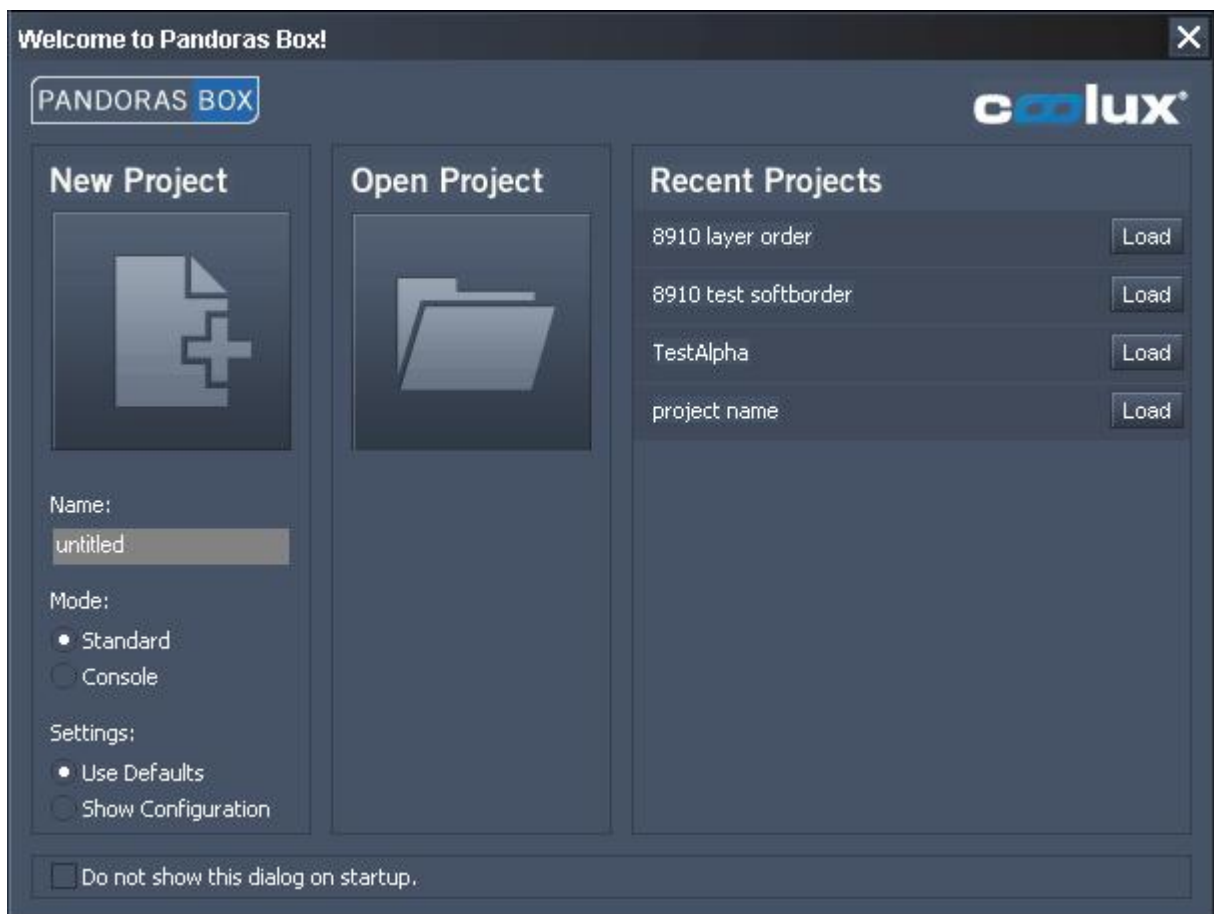 Welcome to Pandoras Box!
PANDORAS BOX
coolux®
New Project
Open Project
Recent Projects
8910 layer order
Load
8910 test softborder
Load
TestAlpha
Load
project name
Load
Name:
untitled
Mode:
Standard
Console
Settings:
Use Defaults
Show Configuration
Do not show this dialog on startup.